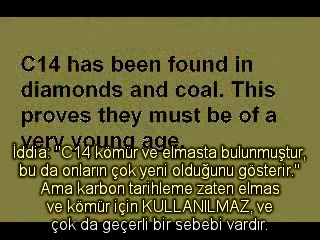 C14 has been found in
diamonds and coal. This
proves they must be of a
very young age.
İddia: "C14 kömür ve elmasta bulunmuştur,
bu da onların çok yeni olduğunu gösterir."
Ama karbon tarihleme zaten elmas
ve kömür için KULLANILMAZ, ve
çok da geçerli bir sebebi vardır.